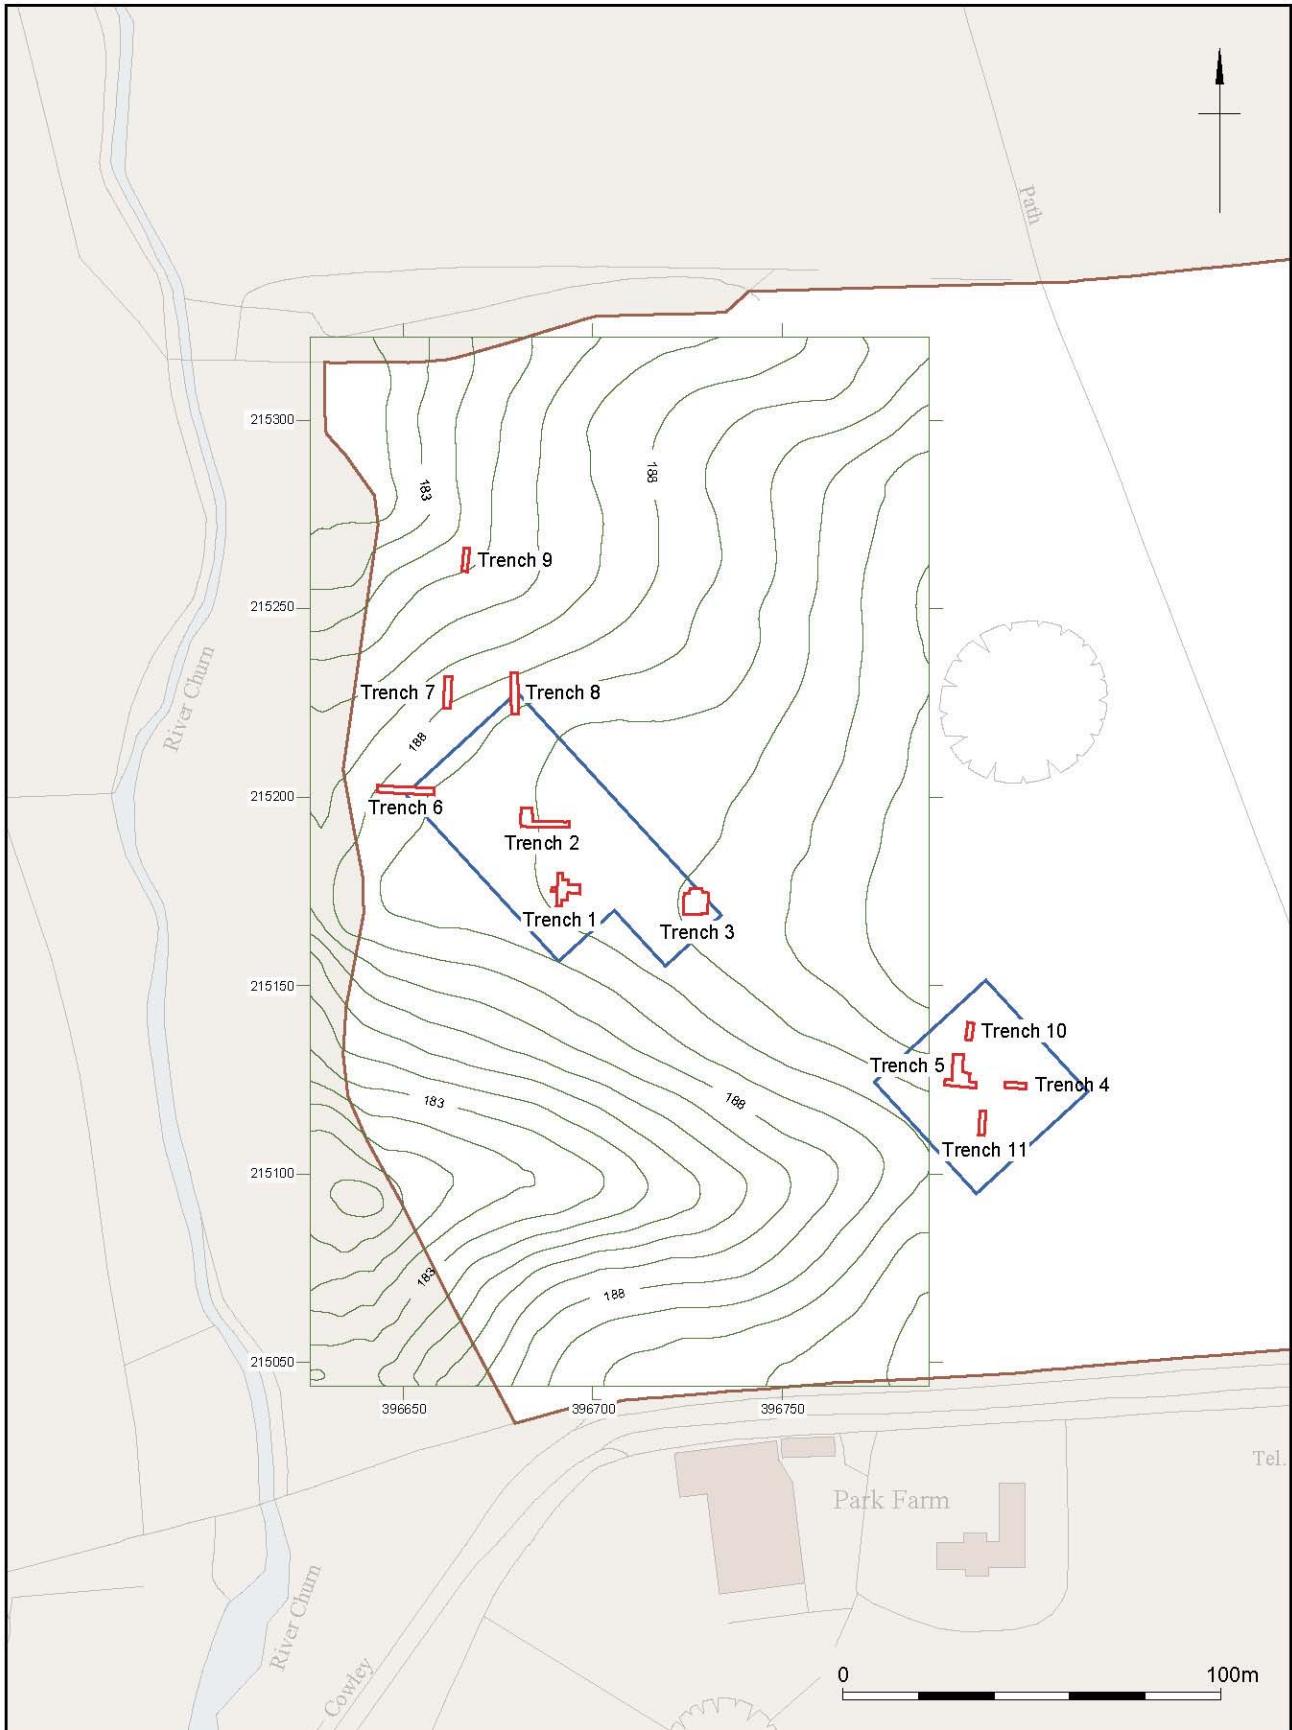 Path
215300
188
183
Trench 9
215250
River Churn
Trench 7
Trench 8
188
215200
Trench 6
Trench 2
Trench 1
Trench 3
215150
Trench 10
Trench 5
Trench 4
183
188
Trench 11
215100
183
188
215050
396650
396700
396750
Tel.
Park Farm
River Churn
Cowley
0
100m